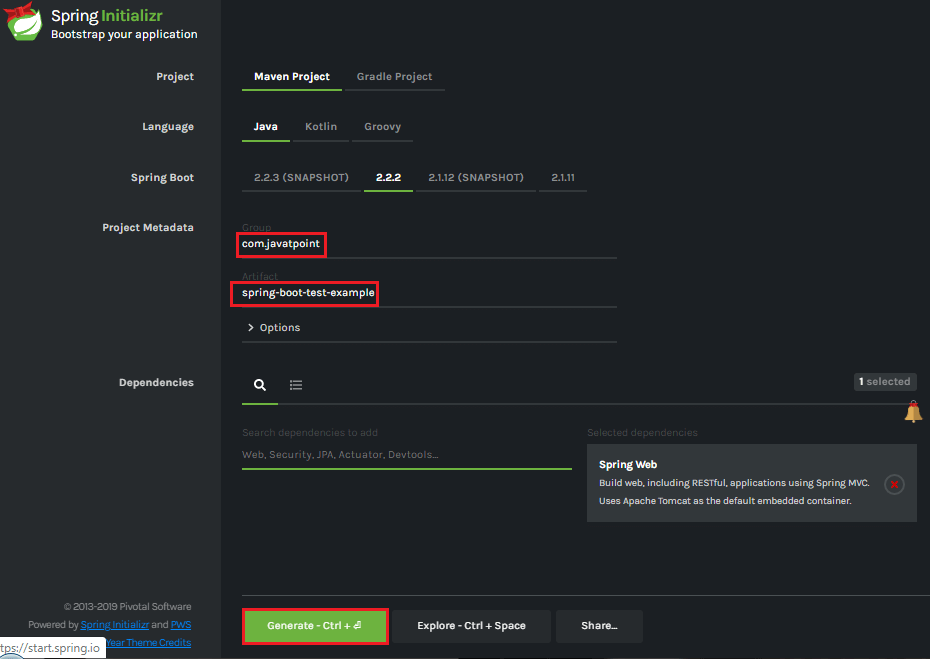 Spring Initializr
Bootstrap your application
Project
Maven Project Gradle Project
Language
Java Kotlin Groovy
Spring Boot
2.2.3 (SNAPSHOT) 2.2.2 2.1.12 (SNAPSHOT) 2.1.11
Project Metadata
Group
com.javatpoint
Artifact
spring-boot-test-example
Options
Dependencies
1 selected
Search dependencies to add
Web, Security, JPA, Actuator, Devtools...
Selected dependencies
Spring Web
Build web, including RESTful, applications using Spring MVC.
Uses Apache Tomcat as the default embedded container.
© 2013-2019 Pivotal Software
Powered by Spring Initializr and PWS
Year Theme Credits
tps://start.spring.io
Generate - Ctrl + ⏎ Explore - Ctrl + Space Share...